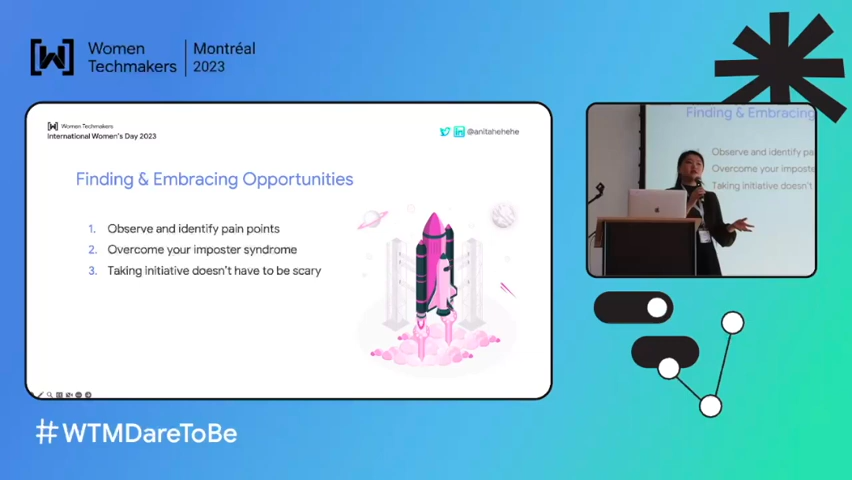 Women
Techmakers
Montréal
2023
Women Techmakers
International Women's Day 2023
@anitahehehe
Finding & Embracing Opportunities
1. Observe and identify pain points
2. Overcome your imposter syndrome
3. Taking initiative doesn't have to be scary
Finding & Embracing
Observe and identify pa
Overcome your imposte
Taking initiative doesn't
#WTMDareToBe